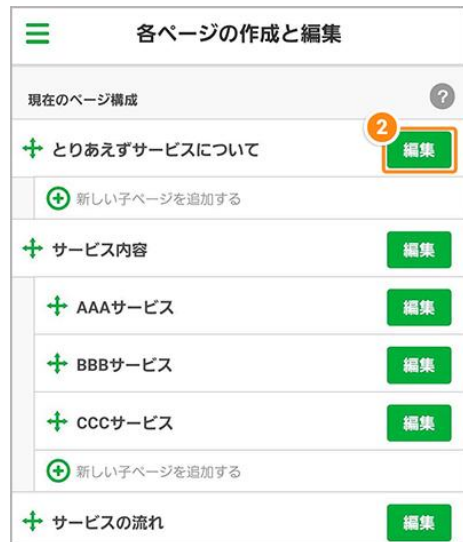 各ページの作成と編集
現在のページ構成
?
2
とりあえずサービスについて 編集
新しい子ページを追加する
サービス内容 編集
AAAサービス 編集
BBBサービス 編集
CCCサービス 編集
新しい子ページを追加する
サービスの流れ 編集